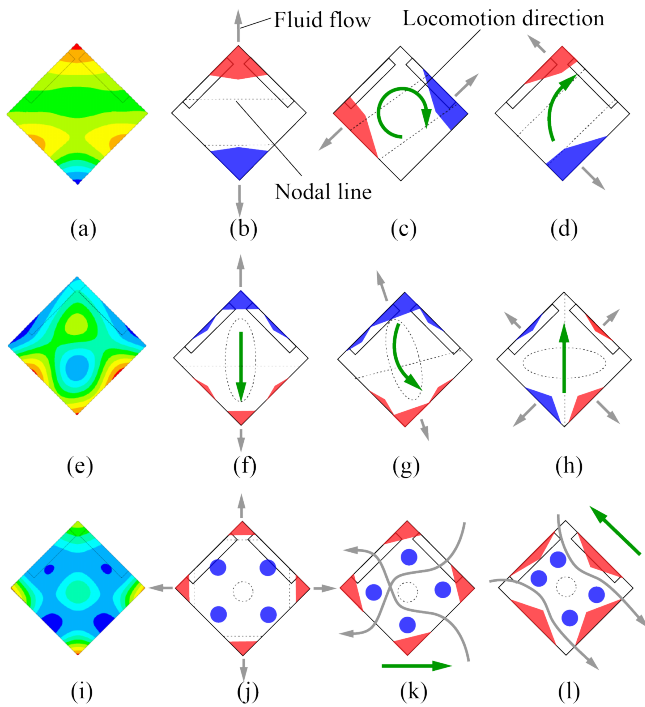 Fluid flow
Locomotion direction
Nodal line
(a)
(b)
(c)
(d)
(e)
(f)
(g)
(h)
(i)
(j)
(k)
(l)